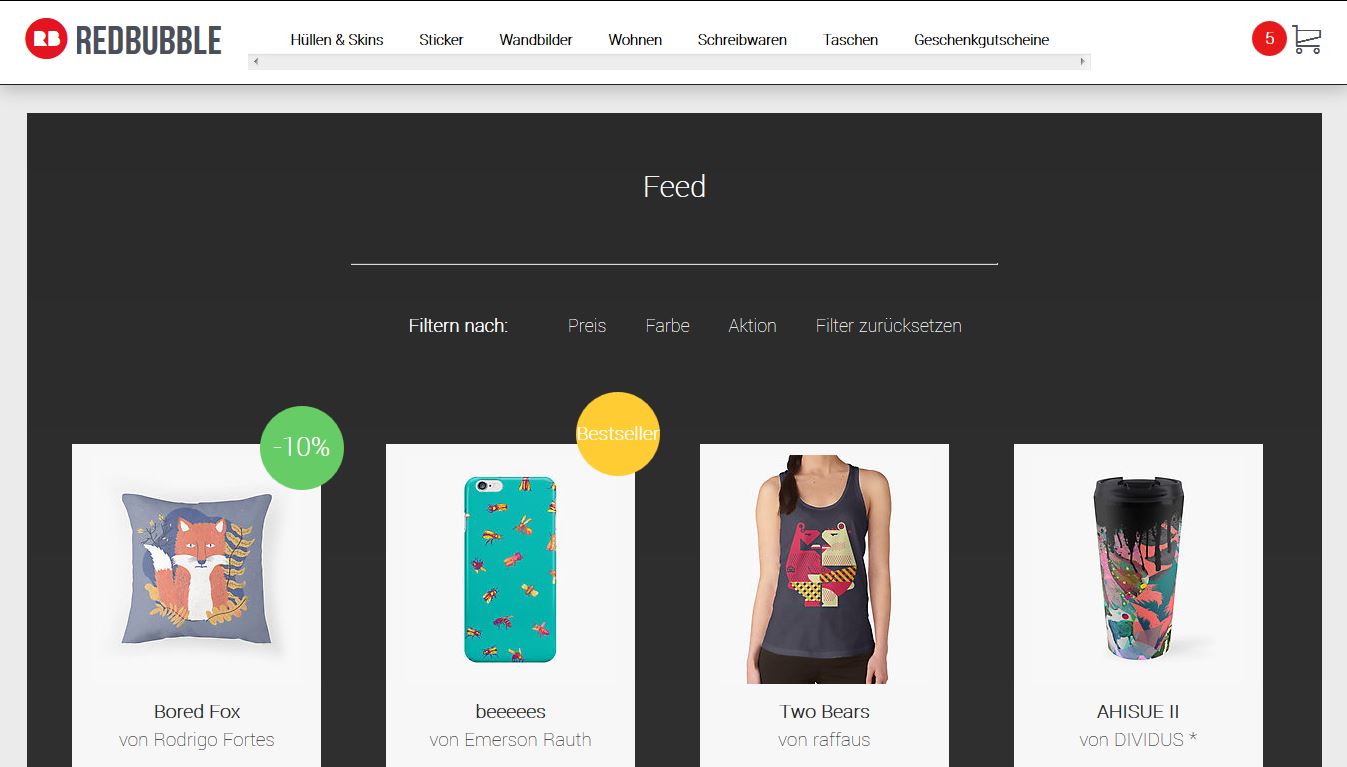 RB REDBUBBLE
Hüllen & Skins Sticker Wandbilder Wohnen Schreibwaren Taschen Geschenkgutscheine
5
Feed
Filtern nach: Preis Farbe Aktion Filter zurücksetzen
-10%
Bestseller
Bored Fox
von Rodrigo Fortes
beeeees
von Emerson Rauth
Two Bears
von raffaus
AHISUE II
von DIVIDUS *